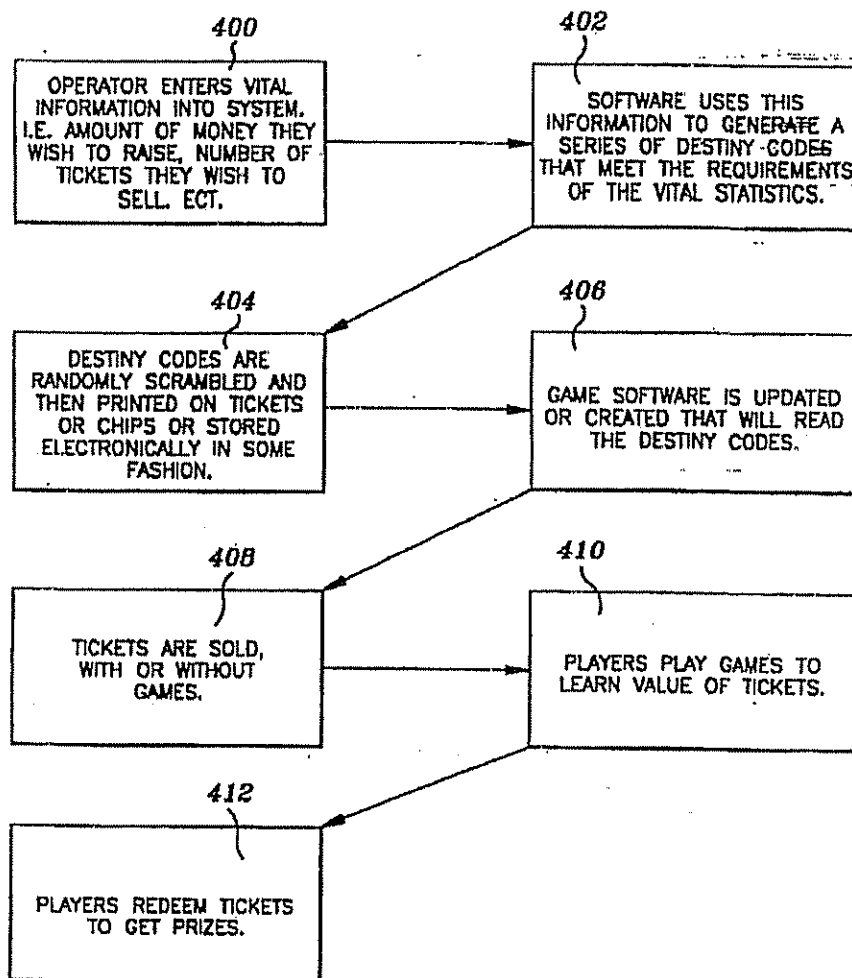 400
OPERATOR ENTERS VITAL
INFORMATION INTO SYSTEM.
I.E. AMOUNT OF MONEY THEY
WISH TO RAISE, NUMBER OF
TICKETS THEY WISH TO
SELL. ECT.
402
SOFTWARE USES THIS
INFORMATION TO GENERATE A
SERIES OF DESTINY CODES
THAT MEET THE REQUIREMENTS
OF THE VITAL STATISTICS.
404
DESTINY CODES ARE
RANDOMLY SCRAMBLED AND
THEN PRINTED ON TICKETS
OR CHIPS OR STORED
ELECTRONICALLY IN SOME
FASHION.
406
GAME SOFTWARE IS UPDATED
OR CREATED THAT WILL READ
THE DESTINY CODES.
408
TICKETS ARE SOLD,
WITH OR WITHOUT
GAMES.
410
PLAYERS PLAY GAMES TO
LEARN VALUE OF TICKETS.
412
PLAYERS REDEEM TICKETS
TO GET PRIZES.